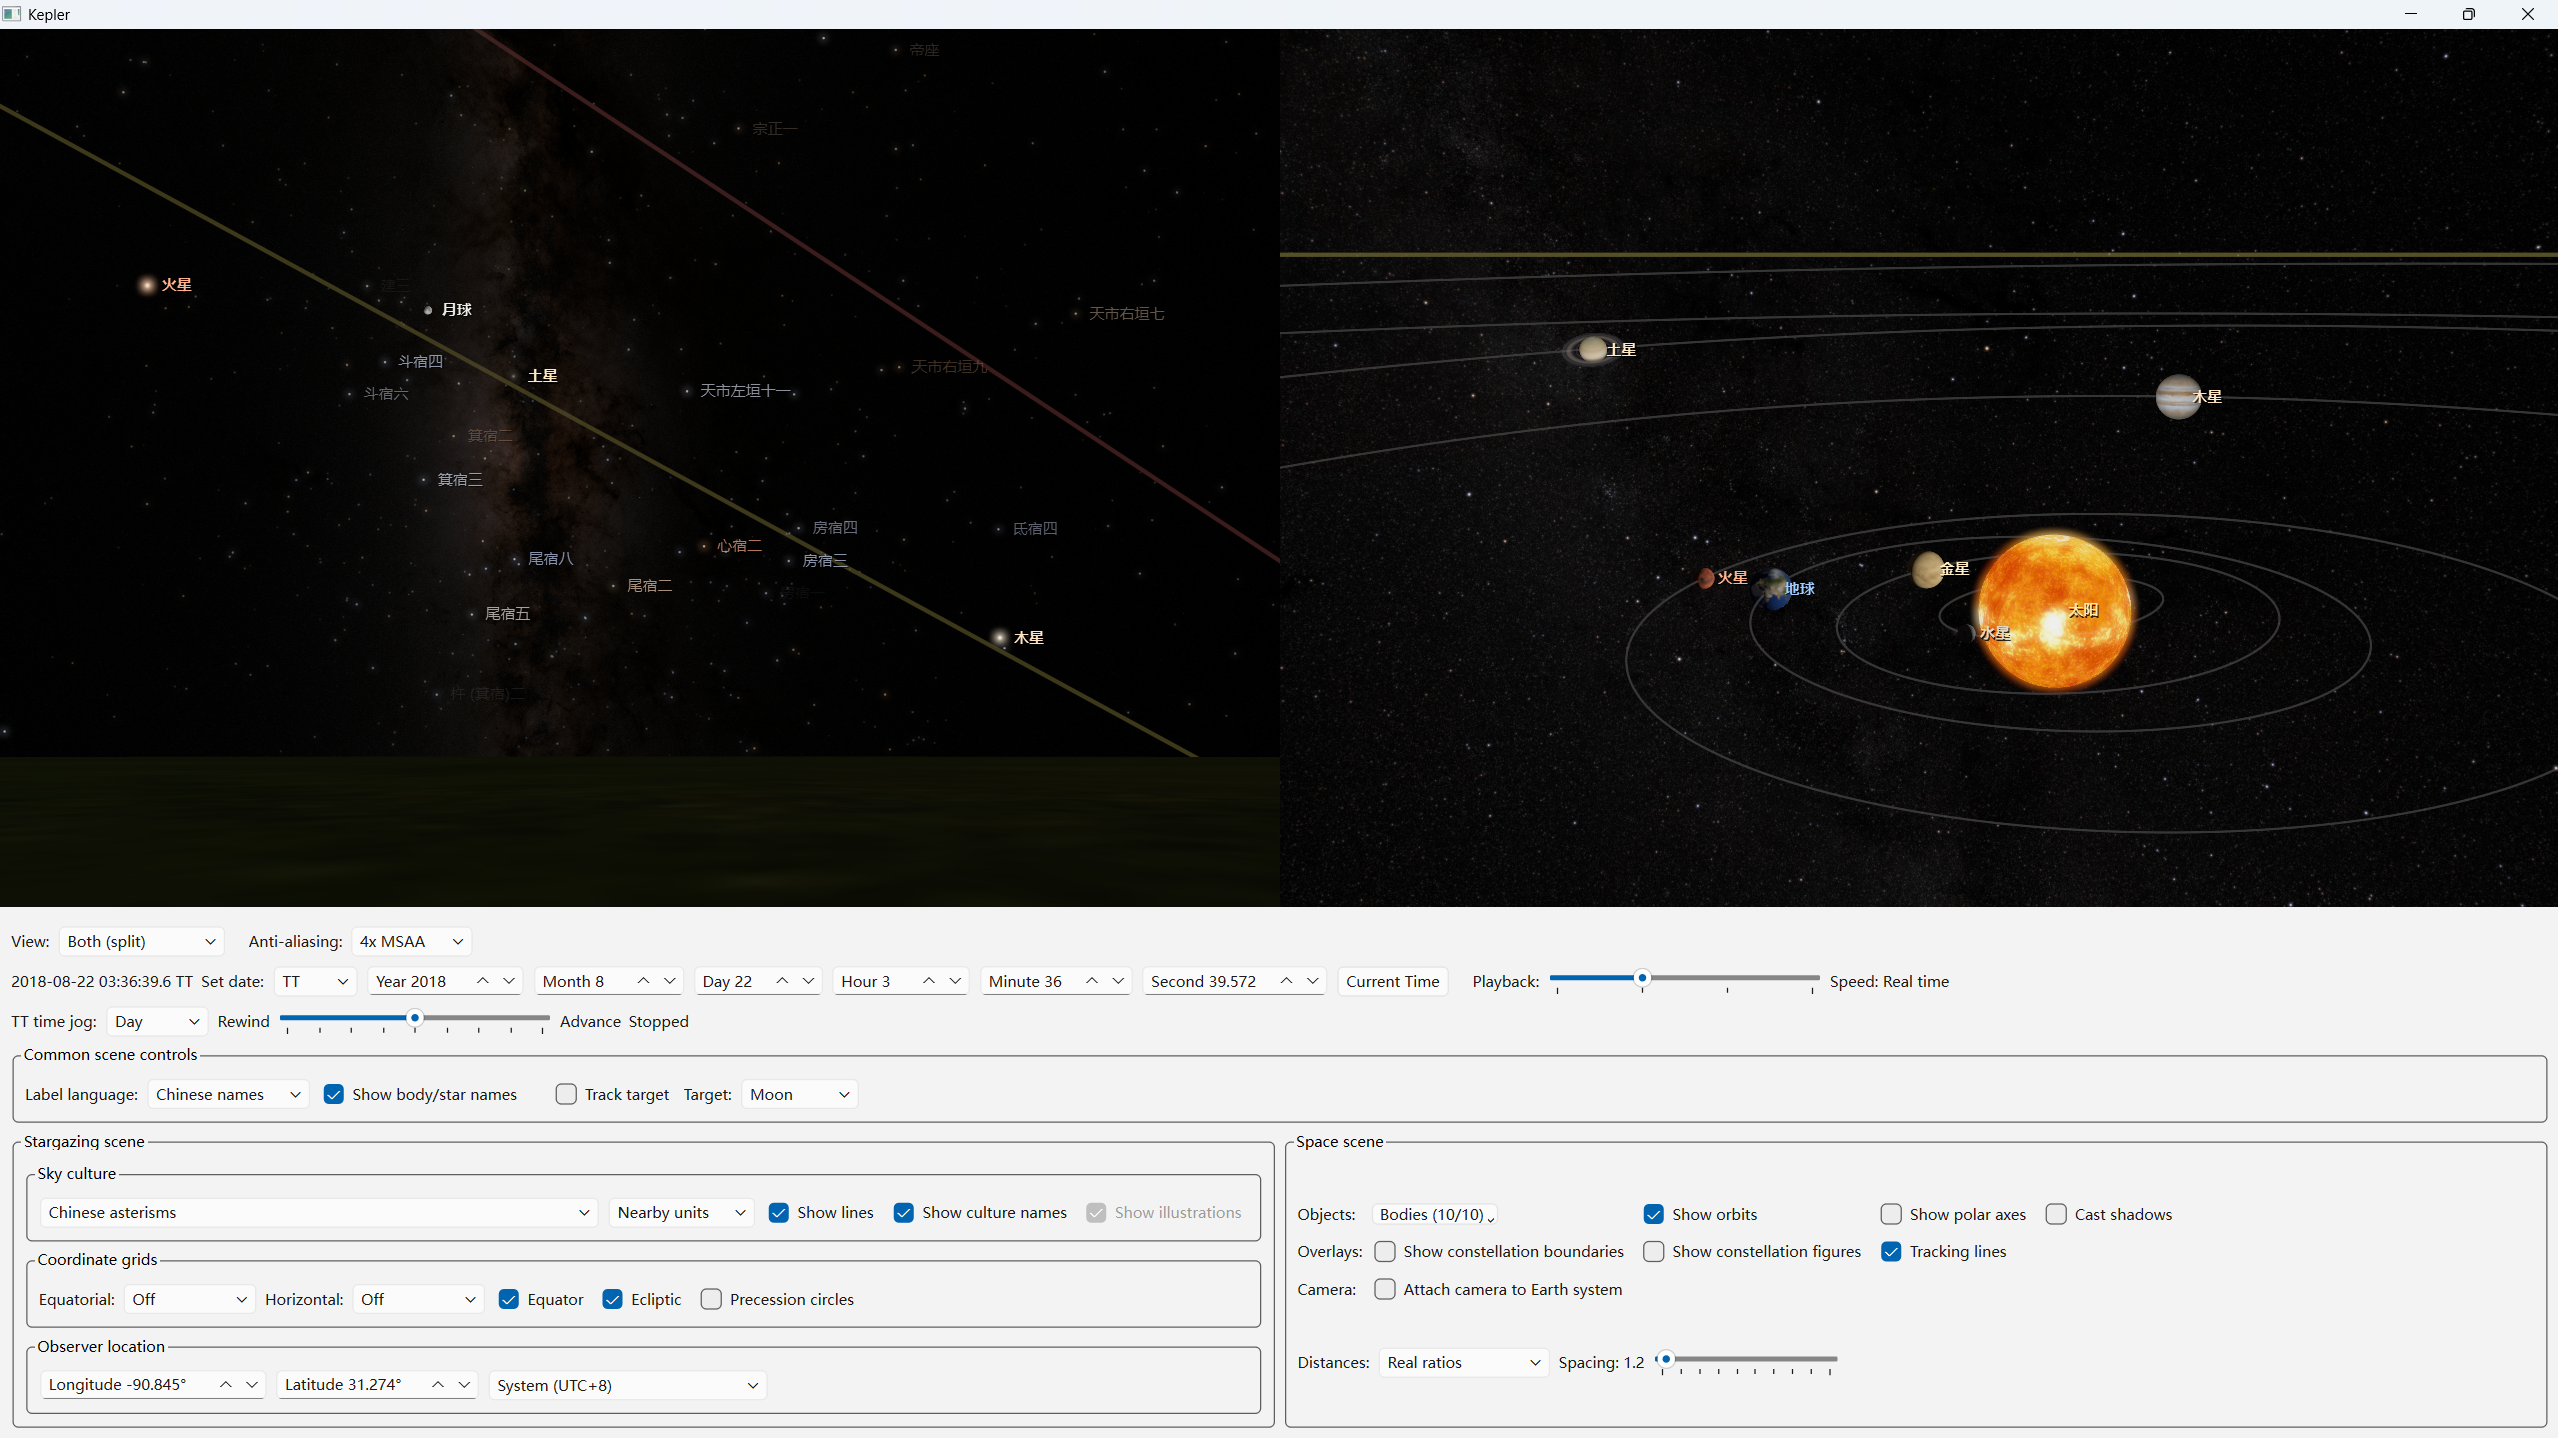 Kepler
帝座
宗正一
火星
建三
月球
天市右垣七
斗宿四
土星
天市右垣九
斗宿六
天市左垣十一
箕宿二
箕宿三
房宿四
氐宿四
心宿二
尾宿八
房宿三
尾宿二
尾宿五
木星
杵 (箕宿)二
土星
木星
金星
火星
地球
太阳
水星
View: Both (split) Anti-aliasing: 4x MSAA
2018-08-22 03:36:39.6 TT Set date: TT Year 2018 Month 8 Day 22 Hour 3 Minute 36 Second 39.572 Current Time Playback: Speed: Real time
TT time jog: Day Rewind Advance Stopped
Common scene controls
Label language: Chinese names Show body/star names Track target Target: Moon
Stargazing scene
Sky culture
Chinese asterisms Nearby units Show lines Show culture names Show illustrations
Coordinate grids
Equatorial: Off Horizontal: Off Equator Ecliptic Precession circles
Observer location
Longitude -90.845° Latitude 31.274° System (UTC+8)
Space scene
Objects: Bodies (10/10) Show orbits Show polar axes Cast shadows
Overlays: Show constellation boundaries Show constellation figures Tracking lines
Camera: Attach camera to Earth system
Distances: Real ratios Spacing: 1.2